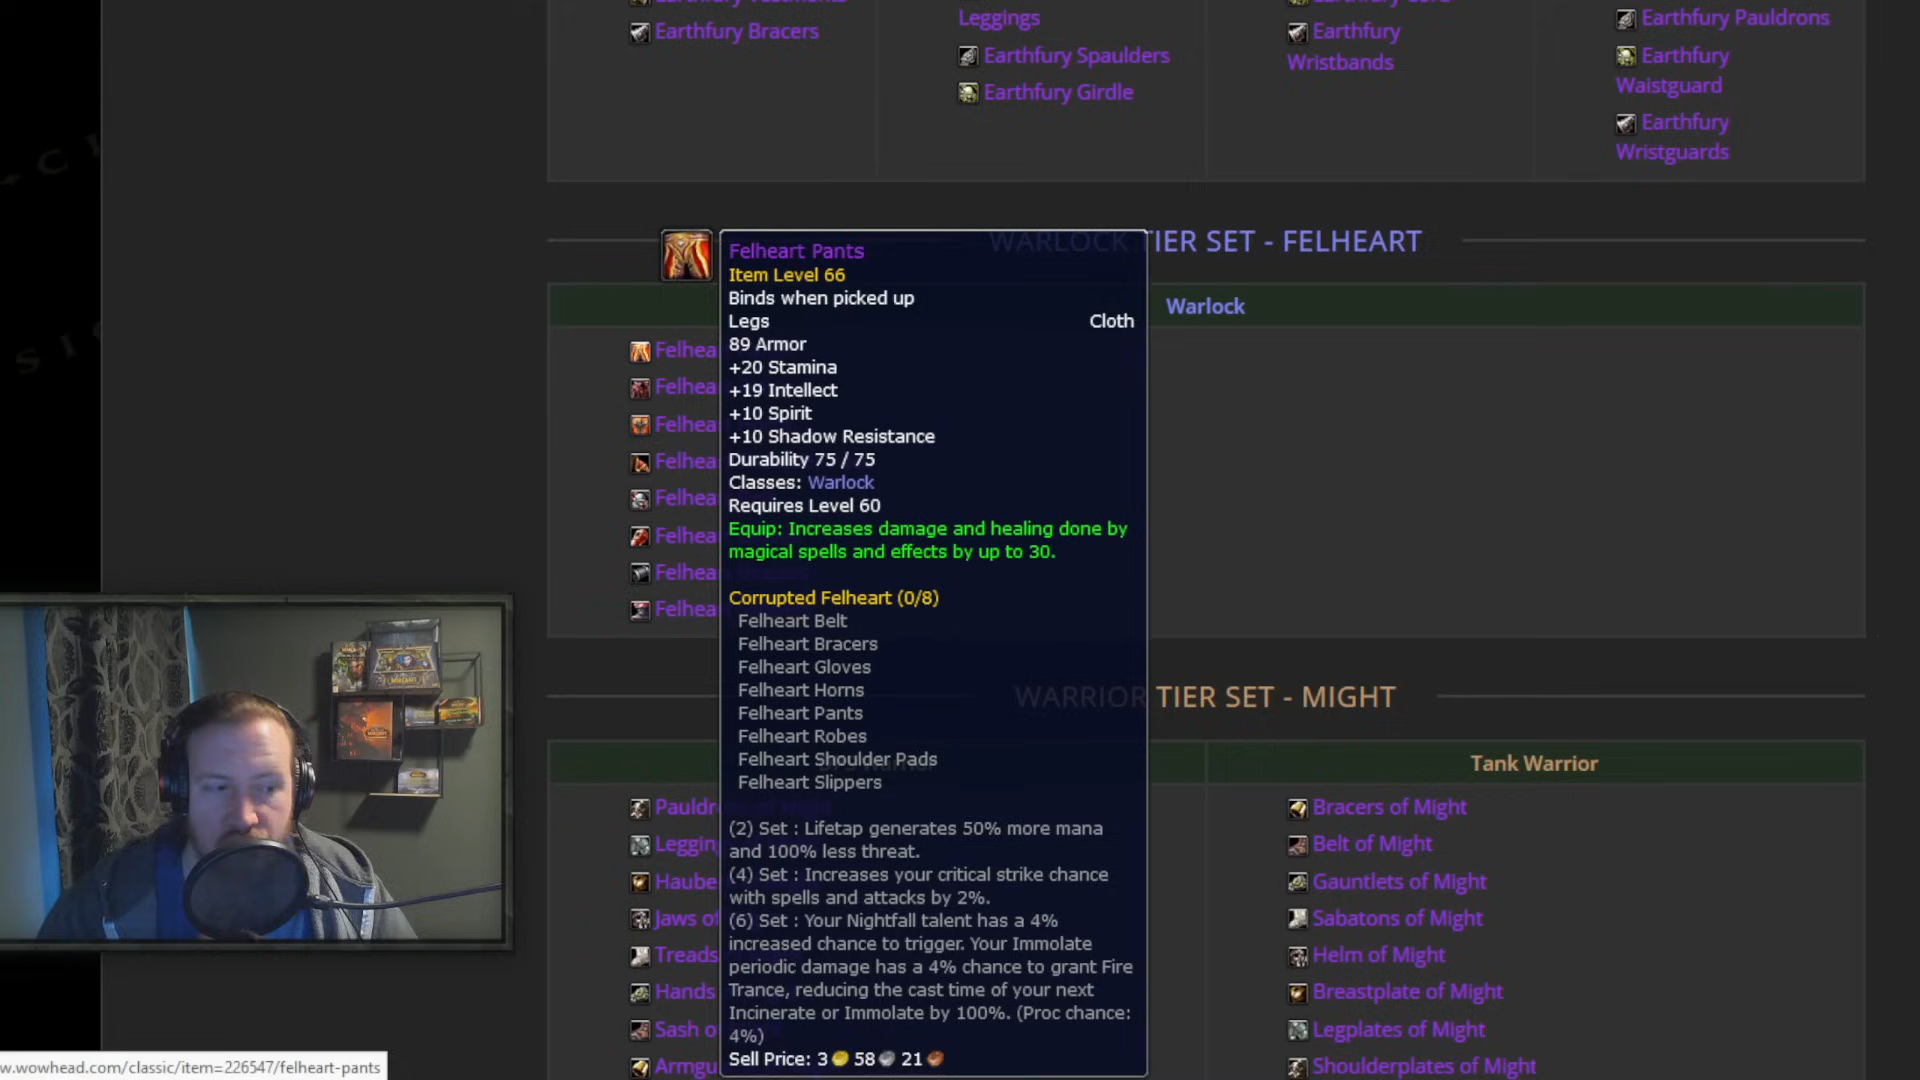 Earthfury Bracers
Leggings
Earthfury Spaulders
Earthfury Girdle
Earthfury
Wristbands
Earthfury Pauldrons
Earthfury
Waistguard
Earthfury
Wristguards
WARLOCK TIER SET - FELHEART
Warlock
Felheart Pants
Item Level 66
Binds when picked up
Legs Cloth
89 Armor
+20 Stamina
+19 Intellect
+10 Spirit
+10 Shadow Resistance
Durability 75 / 75
Classes: Warlock
Requires Level 60
Equip: Increases damage and healing done by
magical spells and effects by up to 30.
Corrupted Felheart (0/8)
Felheart Belt
Felheart Bracers
Felheart Gloves
Felheart Horns
Felheart Pants
Felheart Robes
Felheart Shoulder Pads
Felheart Slippers
(2) Set : Lifetap generates 50% more mana
and 100% less threat.
(4) Set : Increases your critical strike chance
with spells and attacks by 2%.
(6) Set : Your Nightfall talent has a 4%
increased chance to trigger. Your Immolate
periodic damage has a 4% chance to grant Fire
Trance, reducing the cast time of your next
Incinerate or Immolate by 100%. (Proc chance:
4%)
Sell Price: 3 58 21
WARRIOR TIER SET - MIGHT
Tank Warrior
Bracers of Might
Belt of Might
Gauntlets of Might
Sabatons of Might
Helm of Might
Breastplate of Might
Legplates of Might
Shoulderplates of Might
Treads
Hands
Sash o
Jaws of
w.wowhead.com/classic/item=226547/felheart-pants